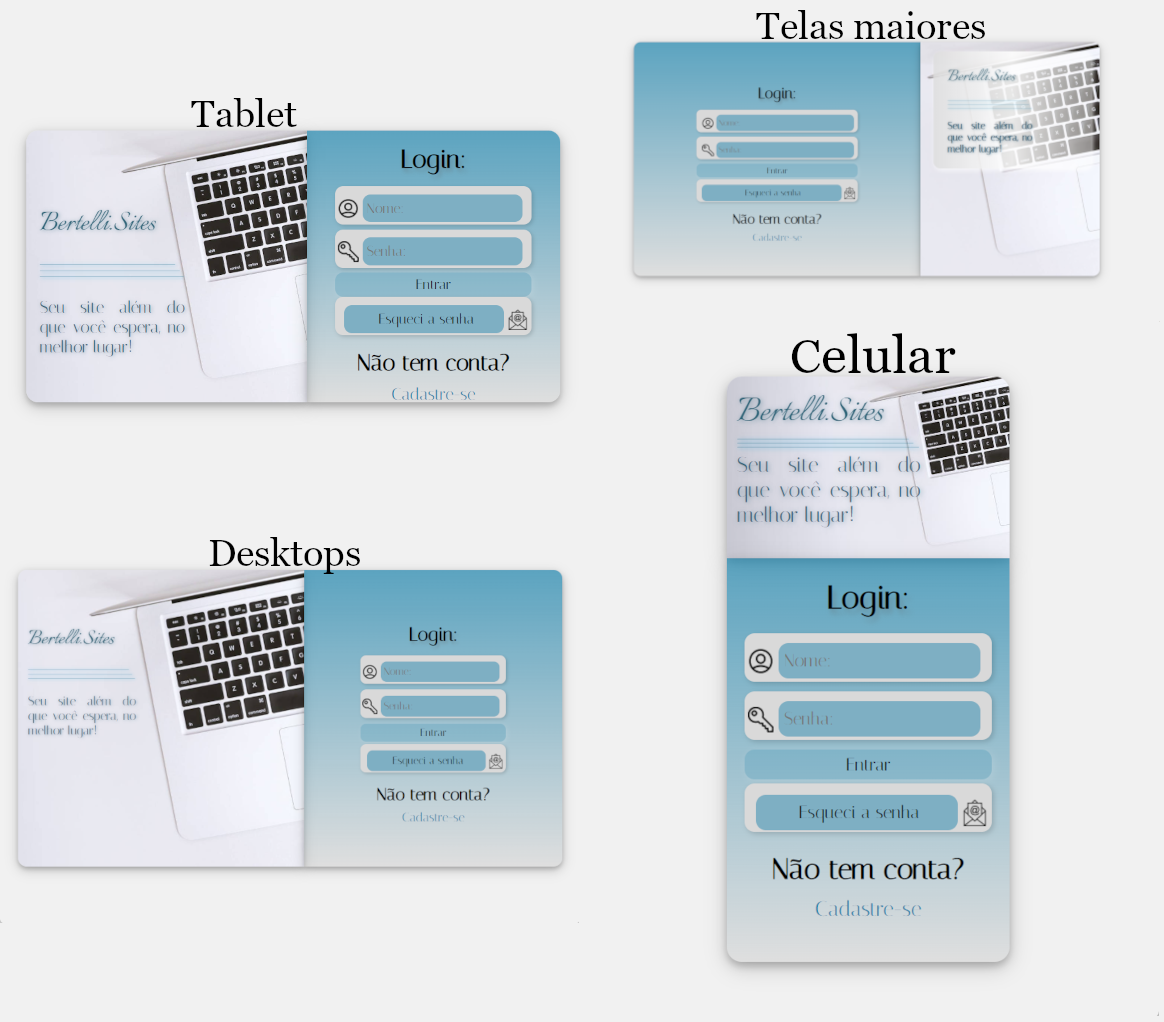 Tablet
Bertelli.Sites
Seu site além do
que você espera, no
melhor lugar!
Login:
Nome:
Senha:
Entrar
Esqueci a senha
Não tem conta?
Cadastre-se
Telas maiores
Login:
Nome:
Senha:
Entrar
Esqueci a senha
Não tem conta?
Cadastre-se
Bertelli.Sites
Seu site além do
que você espera, no
melhor lugar!
Desktops
Bertelli.Sites
Seu site além do
que você espera, no
melhor lugar!
Login:
Nome:
Senha:
Entrar
Esqueci a senha
Não tem conta?
Cadastre-se
Celular
Bertelli.Sites
Seu site além do
que você espera, no
melhor lugar!
Login:
Nome:
Senha:
Entrar
Esqueci a senha
Não tem conta?
Cadastre-se